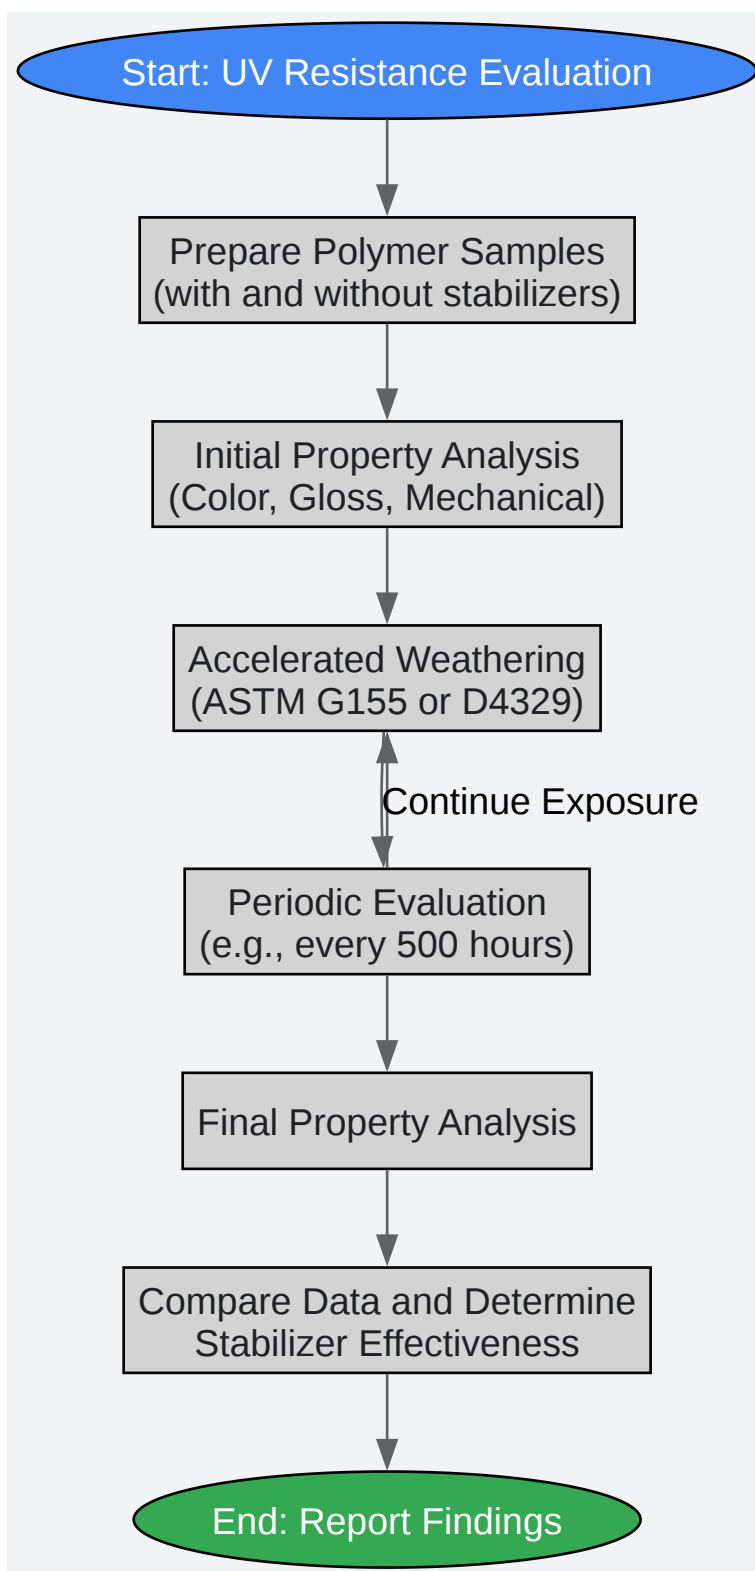 Start: UV Resistance Evaluation
Prepare Polymer Samples
(with and without stabilizers)
Initial Property Analysis
(Color, Gloss, Mechanical)
Accelerated Weathering
(ASTM G155 or D4329)
Continue Exposure
Periodic Evaluation
(e.g., every 500 hours)
Final Property Analysis
Compare Data and Determine
Stabilizer Effectiveness
End: Report Findings